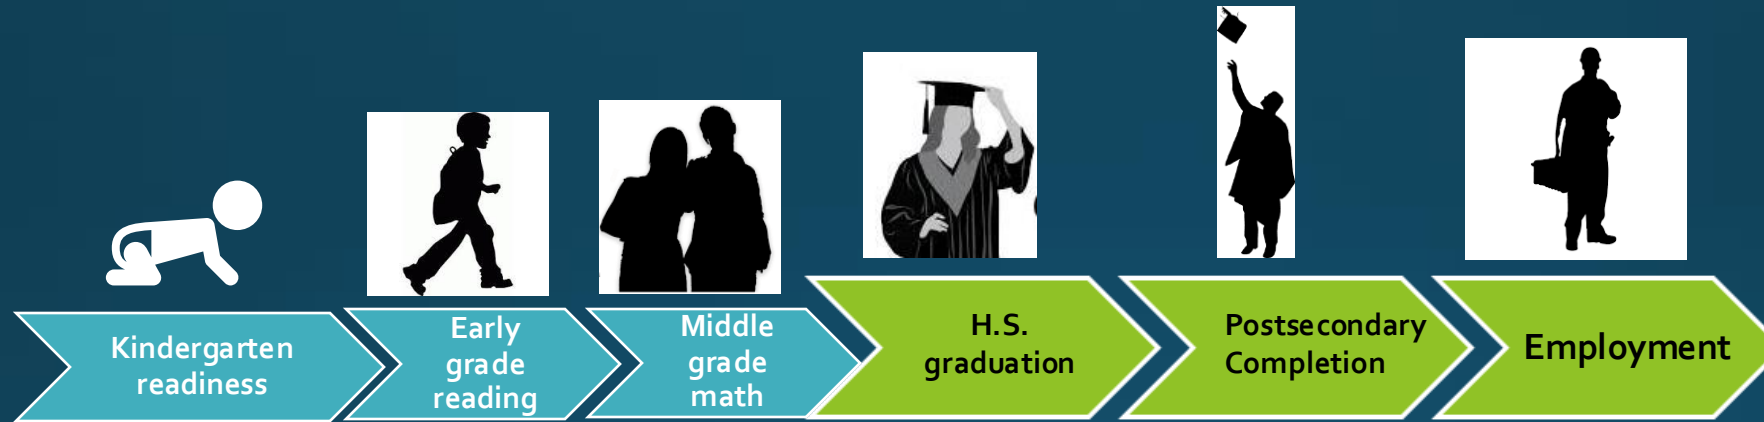 Kindergarten
readiness
Early
grade
reading
Middle
grade
math
H.S.
graduation
Postsecondary
Completion
Employment